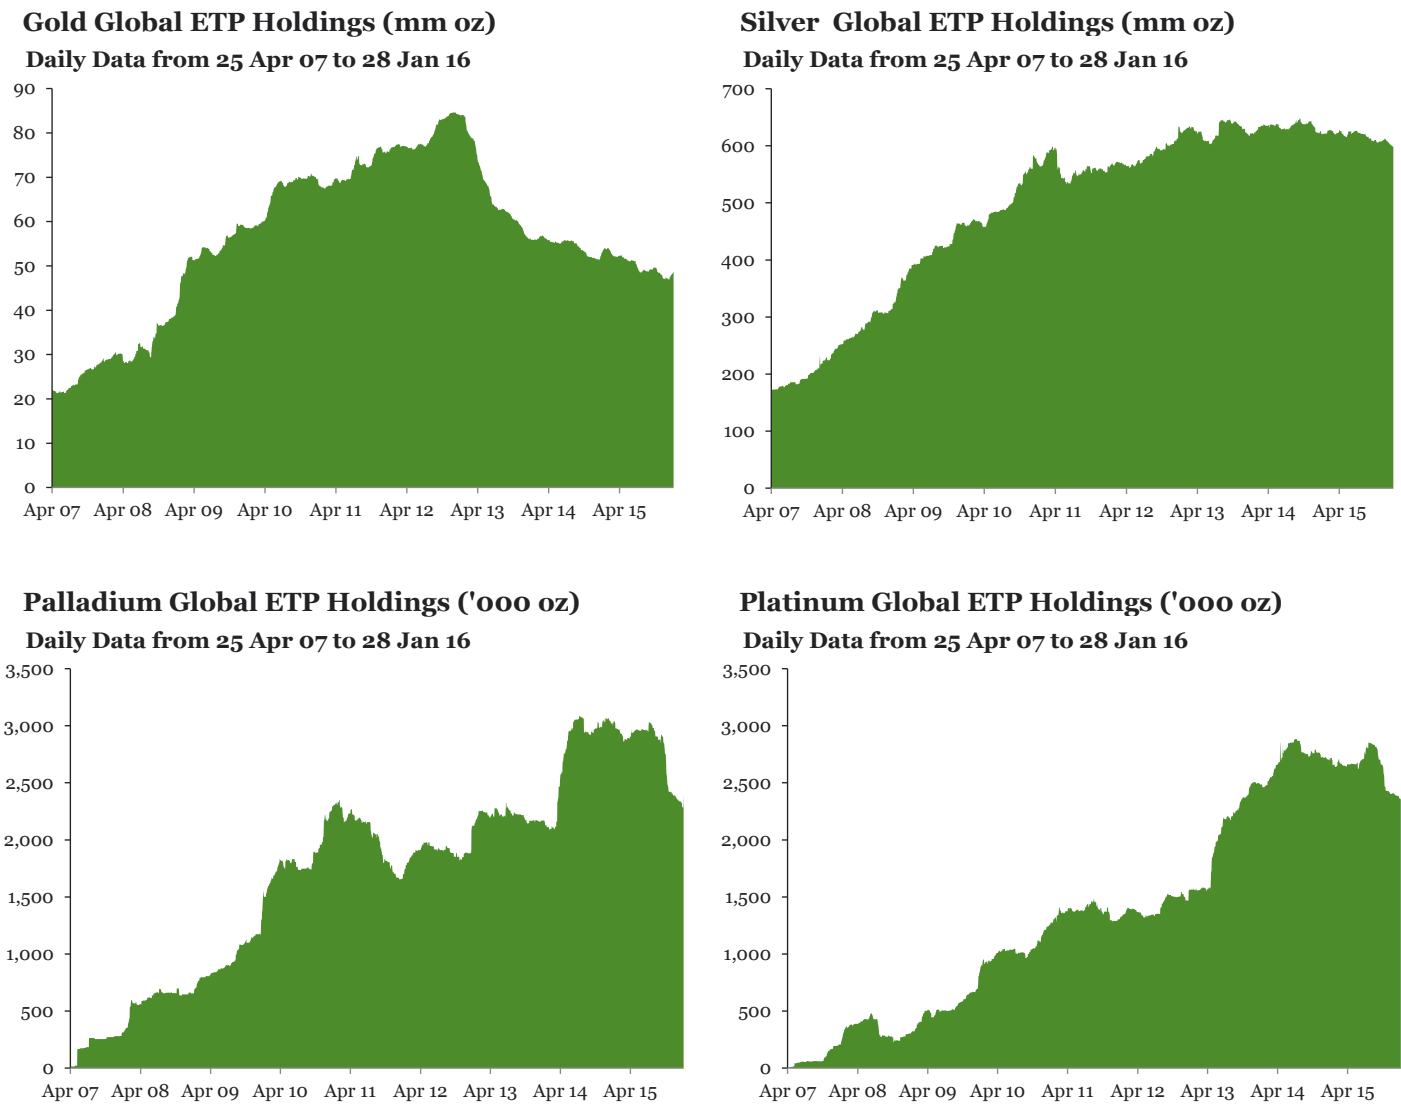 Gold Global ETP Holdings (mm oz)
Daily Data from 25 Apr 07 to 28 Jan 16
90
80
70
60
50
40
30
20
10
0
Apr 07 Apr 08 Apr 09 Apr 10 Apr 11 Apr 12 Apr 13 Apr 14 Apr 15
Silver Global ETP Holdings (mm oz)
Daily Data from 25 Apr 07 to 28 Jan 16
700
600
500
400
300
200
100
0
Apr 07 Apr 08 Apr 09 Apr 10 Apr 11 Apr 12 Apr 13 Apr 14 Apr 15
Palladium Global ETP Holdings ('000 oz)
Daily Data from 25 Apr 07 to 28 Jan 16
3,500
3,000
2,500
2,000
1,500
1,000
500
0
Apr 07 Apr 08 Apr 09 Apr 10 Apr 11 Apr 12 Apr 13 Apr 14 Apr 15
Platinum Global ETP Holdings ('000 oz)
Daily Data from 25 Apr 07 to 28 Jan 16
3,500
3,000
2,500
2,000
1,500
1,000
500
0
Apr 07 Apr 08 Apr 09 Apr 10 Apr 11 Apr 12 Apr 13 Apr 14 Apr 15